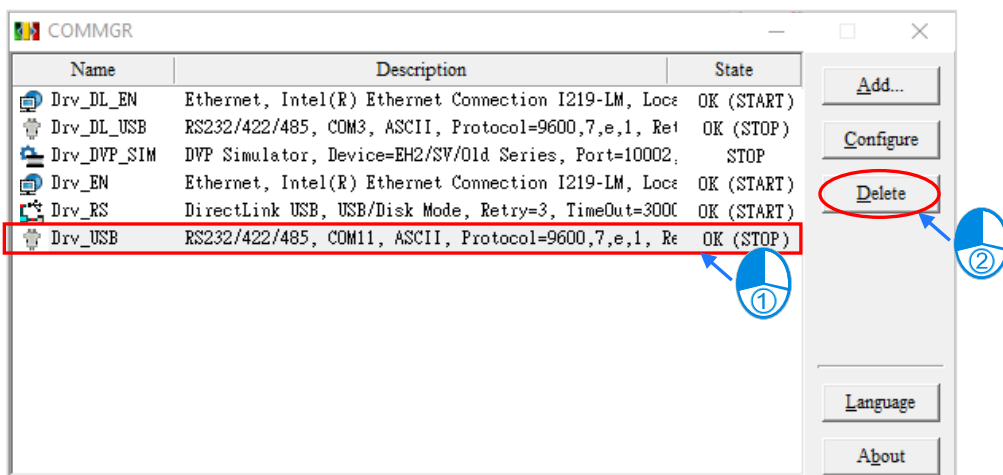 COMMGR
Name Description State
Drv_DL_EN Ethernet, Intel(R) Ethernet Connection I219-LM, Loca OK (START)
Drv_DL_USB RS232/422/485, COM3, ASCII, Protocol=9600,7,e,1, Ret OK (STOP)
Drv_DVP_SIM DVP Simulator, Device=EH2/SV/Old Series, Port=10002, STOP
Drv_EN Ethernet, Intel(R) Ethernet Connection I219-LM, Loca OK (START)
Drv_RS DirectLink USB, USB/Disk Mode, Retry=3, TimeOut=3000 OK (START)
Drv_USB RS232/422/485, COM11, ASCII, Protocol=9600,7,e,1, Re OK (STOP)
①
Add...
Configure
Delete
②
Language
About